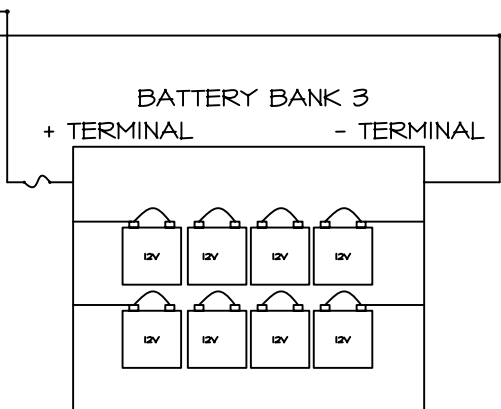 BATTERY BANK 3
+ TERMINAL - TERMINAL
12V 12V 12V 12V
12V 12V 12V 12V